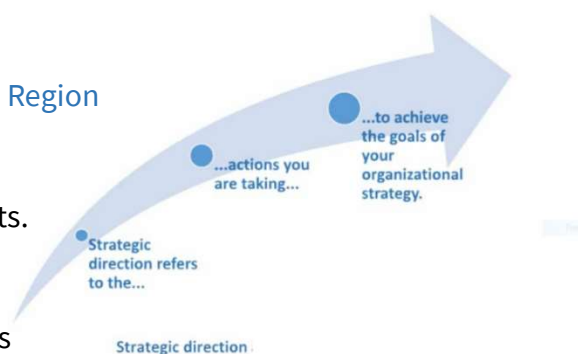 Region
...to achieve
the goals of
your
organizational
strategy.
...actions you
are taking...
ts.
Strategic
direction refers
to the...
s
Strategic direction